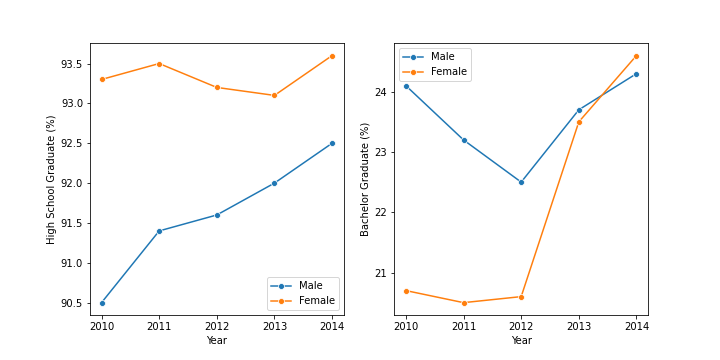 High School Graduate (%)
93.5
93.0
92.5
92.0
91.5
91.0
90.5
2010 2011 2012 2013 2014
Year
Male
Female
Bachelor Graduate (%)
24
23
22
21
2010 2011 2012 2013 2014
Year
Male
Female